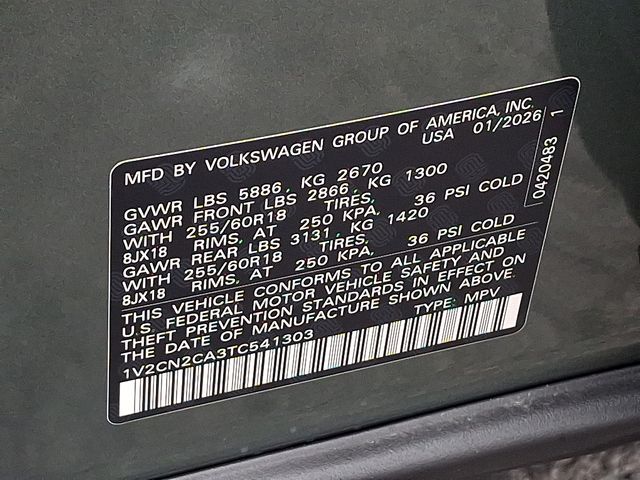 MFD BY VOLKSWAGEN GROUP OF AMERICA, INC.
USA 01/2026
GVWR LBS 5886, KG 2670
GAWR FRONT LBS 2866, KG 1300
WITH 255/60R18 TIRES,
8JX18 RIMS, AT 250 KPA, 36 PSI COLD
GAWR REAR LBS 3131, KG 1420
WITH 255/60R18 TIRES,
8JX18 RIMS, AT 250 KPA, 36 PSI COLD
THIS VEHICLE CONFORMS TO ALL APPLICABLE
U.S. FEDERAL MOTOR VEHICLE SAFETY AND
THEFT PREVENTION STANDARDS IN EFFECT ON
THE DATE OF MANUFACTURE SHOWN ABOVE.
1V2CN2CA3TC541303 TYPE: MPV
0420483 1